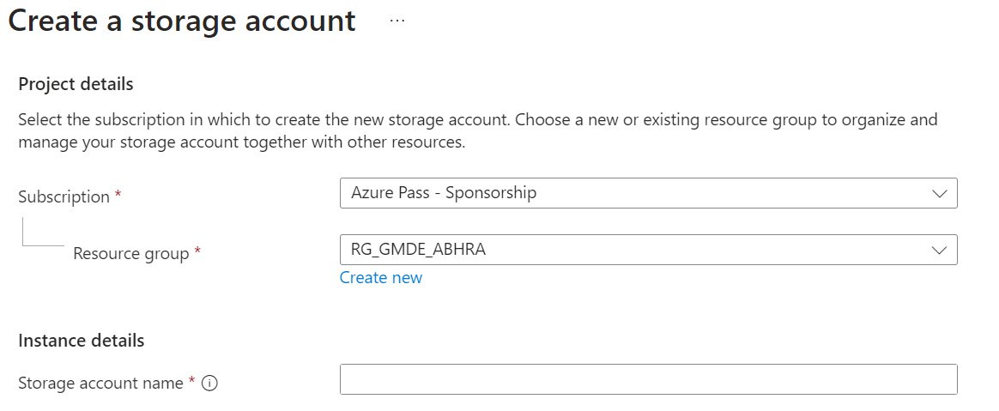 Create a storage account ...
Project details
Select the subscription in which to create the new storage account. Choose a new or existing resource group to organize and
manage your storage account together with other resources.
Subscription *
Azure Pass - Sponsorship
Resource group *
RG_GMDE_ABHRA
Create new
Instance details
Storage account name *